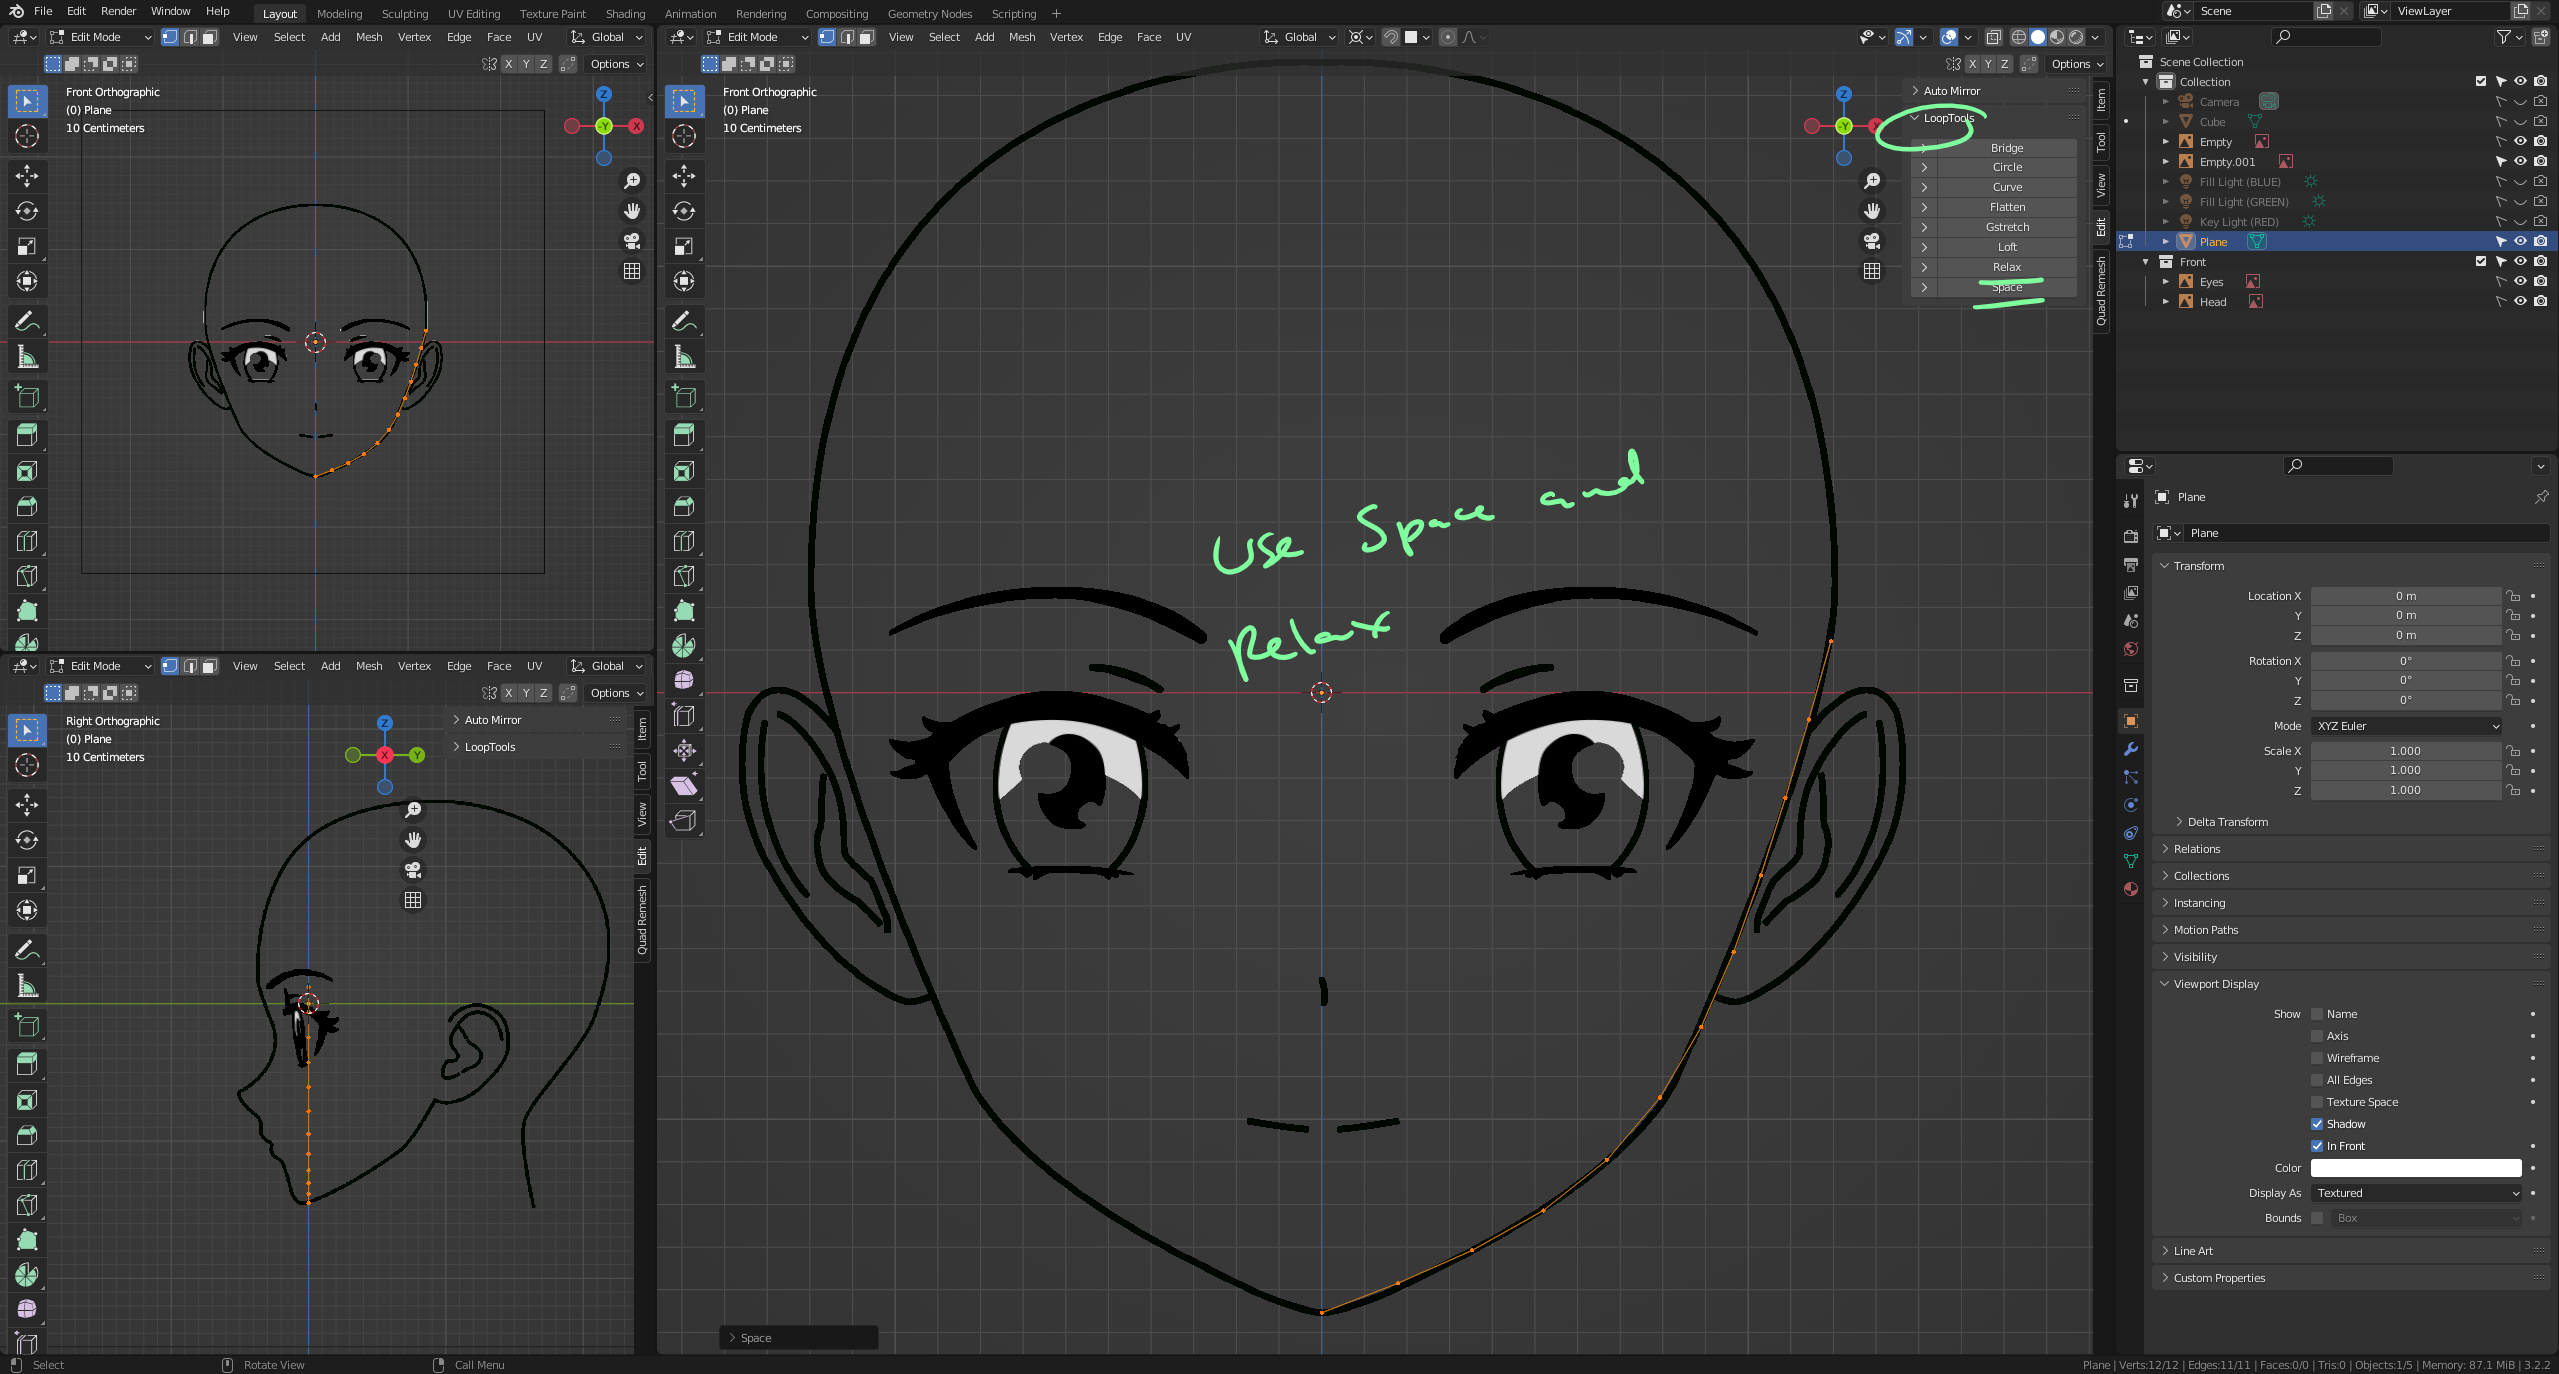 File Edit Render Window Help Layout Modeling Sculpting UV Editing Texture Paint Shading Animation Rendering Compositing Geometry Nodes Scripting + Scene ViewLayer
Edit Mode View Select Add Mesh Vertex Edge Face UV Global
X Y Z Options
Front Orthographic
(0) Plane
10 Centimeters
Z
Y
X
Edit Mode View Select Add Mesh Vertex Edge Face UV Global
X Y Z Options
Front Orthographic
(0) Plane
10 Centimeters
Z
Y
X
Auto Mirror
LoopTools
Bridge
Circle
Curve
Flatten
Gstretch
Loft
Relax
Space
Item
Tool
View
Edit
Quad Remesh
Use Space and
Relax
Space
Edit Mode View Select Add Mesh Vertex Edge Face UV Global
X Y Z Options
Right Orthographic
(0) Plane
10 Centimeters
Z
X
Y
Auto Mirror
LoopTools
Item
Tool
View
Edit
Quad Remesh
Scene Collection
Collection
Camera
Cube
Empty
Empty.001
Fill Light (BLUE)
Fill Light (GREEN)
Key Light (RED)
Plane
Front
Eyes
Head
Plane
Plane
Transform
Location X 0 m
Y 0 m
Z 0 m
Rotation X 0°
Y 0°
Z 0°
Mode XYZ Euler
Scale X 1.000
Y 1.000
Z 1.000
Delta Transform
Relations
Collections
Instancing
Motion Paths
Visibility
Viewport Display
Show Name
Axis
Wireframe
All Edges
Texture Space
Shadow
In Front
Color
Display As Textured
Bounds Box
Line Art
Custom Properties
Select Rotate View Call Menu Plane | Verts:12/12 | Edges:11/11 | Faces:0/0 | Tris:0 | Objects:1/5 | Memory: 87.1 MiB | 3.2.2